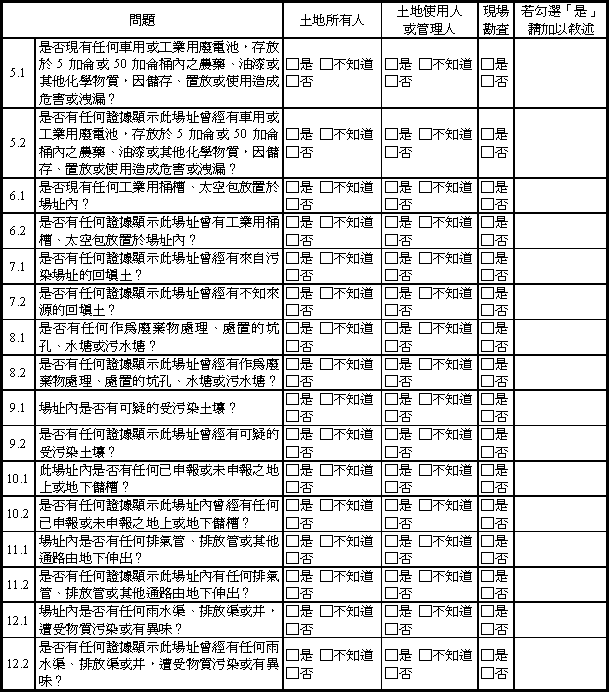 問題 土地所有人 土地使用人或管理人 現場勘查 若勾選「是」請加以敘述
5.1 是否現有任何車用或工業用廢電池，存放
於 5 加侖或 50 加侖桶內之農藥、油漆或
其他化學物質，因儲存、置放或使用造成
危害或洩漏？
□是 □不知道
□否
□是 □不知道
□否
□是
□否
5.2 是否有任何證據顯示此場址曾經有車用或
工業用廢電池，存放於 5 加侖或 50 加侖
桶內之農藥、油漆或其他化學物質，因儲
存、置放或使用造成危害或洩漏？
□是 □不知道
□否
□是 □不知道
□否
□是
□否
6.1 是否現有任何工業用桶槽、太空包放置於
場址內？
□是 □不知道
□否
□是 □不知道
□否
□是
□否
6.2 是否有任何證據顯示此場址曾有工業用桶
槽、太空包放置於場址內？
□是 □不知道
□否
□是 □不知道
□否
□是
□否
7.1 是否有任何證據顯示此場址曾經有來自污
染場址的回填土？
□是 □不知道
□否
□是 □不知道
□否
□是
□否
7.2 是否有任何證據顯示此場址曾經有不知來
源的回填土？
□是 □不知道
□否
□是 □不知道
□否
□是
□否
8.1 是否有任何作為廢棄物處理、處置的坑
孔、水塘或污水塘？
□是 □不知道
□否
□是 □不知道
□否
□是
□否
8.2 是否有任何證據顯示此場址曾經有作為廢
棄物處理、處置的坑孔、水塘或污水塘？
□是 □不知道
□否
□是 □不知道
□否
□是
□否
9.1 場址內是否有可疑的受污染土壤？
□是 □不知道
□否
□是 □不知道
□否
□是
□否
9.2 是否有任何證據顯示此場址曾經有可疑的
受污染土壤？
□是 □不知道
□否
□是 □不知道
□否
□是
□否
10.1 此場址內是否有任何已申報或未申報之地
上或地下儲槽？
□是 □不知道
□否
□是 □不知道
□否
□是
□否
10.2 是否有任何證據顯示此場址內曾經有任何
已申報或未申報之地上或地下儲槽？
□是 □不知道
□否
□是 □不知道
□否
□是
□否
11.1 場址內是否有任何排氣管、排放管或其他
通路由地下伸出？
□是 □不知道
□否
□是 □不知道
□否
□是
□否
11.2 是否有任何證據顯示此場址內有任何排氣
管、排放管或其他通路由地下伸出？
□是 □不知道
□否
□是 □不知道
□否
□是
□否
12.1 場址內是否有任何雨水渠、排放渠或井，
遭受物質污染或有異味？
□是 □不知道
□否
□是 □不知道
□否
□是
□否
12.2 是否有任何證據顯示此場址曾經有任何雨
水渠、排放渠或井，遭受物質污染或有異
味？
□是 □不知道
□否
□是 □不知道
□否
□是
□否